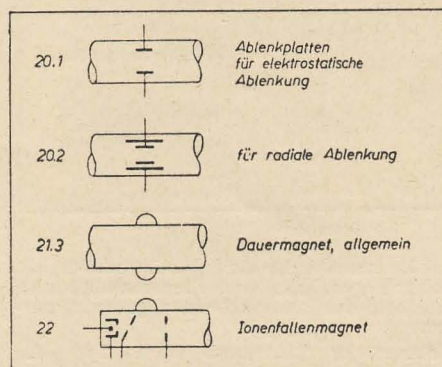 20.1
Ablenkplatten
für elektrostatische
Ablenkung
20.2
für radiale Ablenkung
21.3
Dauermagnet, allgemein
22
Ionenfallenmagnet